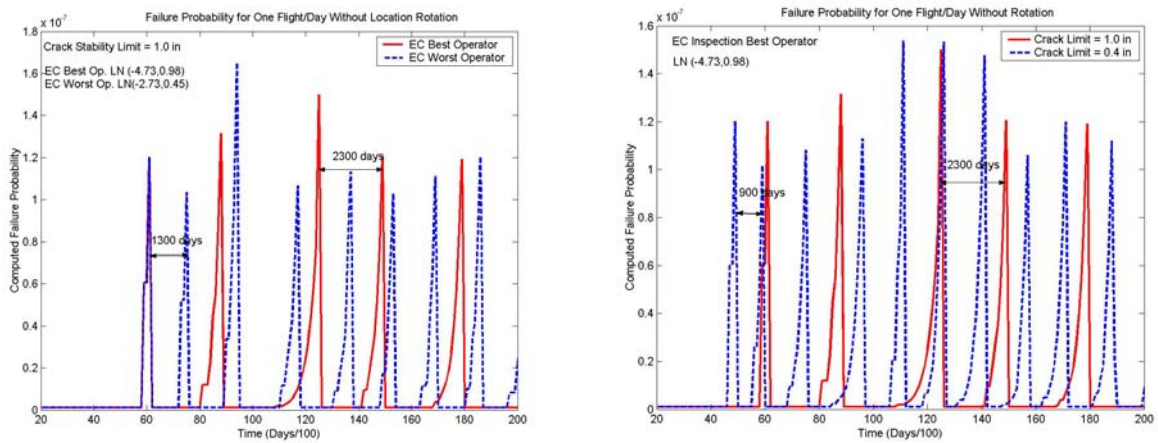 Failure Probability for One Flight/Day Without Location Rotation
x 10⁻⁷
1.8
1.6
1.4
1.2
1
0.8
0.6
0.4
0.2
0
Computed Failure Probability
Crack Stability Limit = 1.0 in
EC Best Op. LN (-4.73,0.98)
EC Worst Op. LN(-2.73,0.45)
EC Best Operator
EC Worst Operator
2300 days
1300 days
20 40 60 80 100 120 140 160 180 200
Time (Days/100)
Failure Probability for One Flight/Day Without Rotation
x 10⁻⁷
1.6
1.4
1.2
1
0.8
0.6
0.4
0.2
0
Computed Failure Probability
EC Inspection Best Operator
LN (-4.73,0.98)
Crack Limit = 1.0 in
Crack Limit = 0.4 in
2300 days
900 days
20 40 60 80 100 120 140 160 180 200
Time (Days/100)